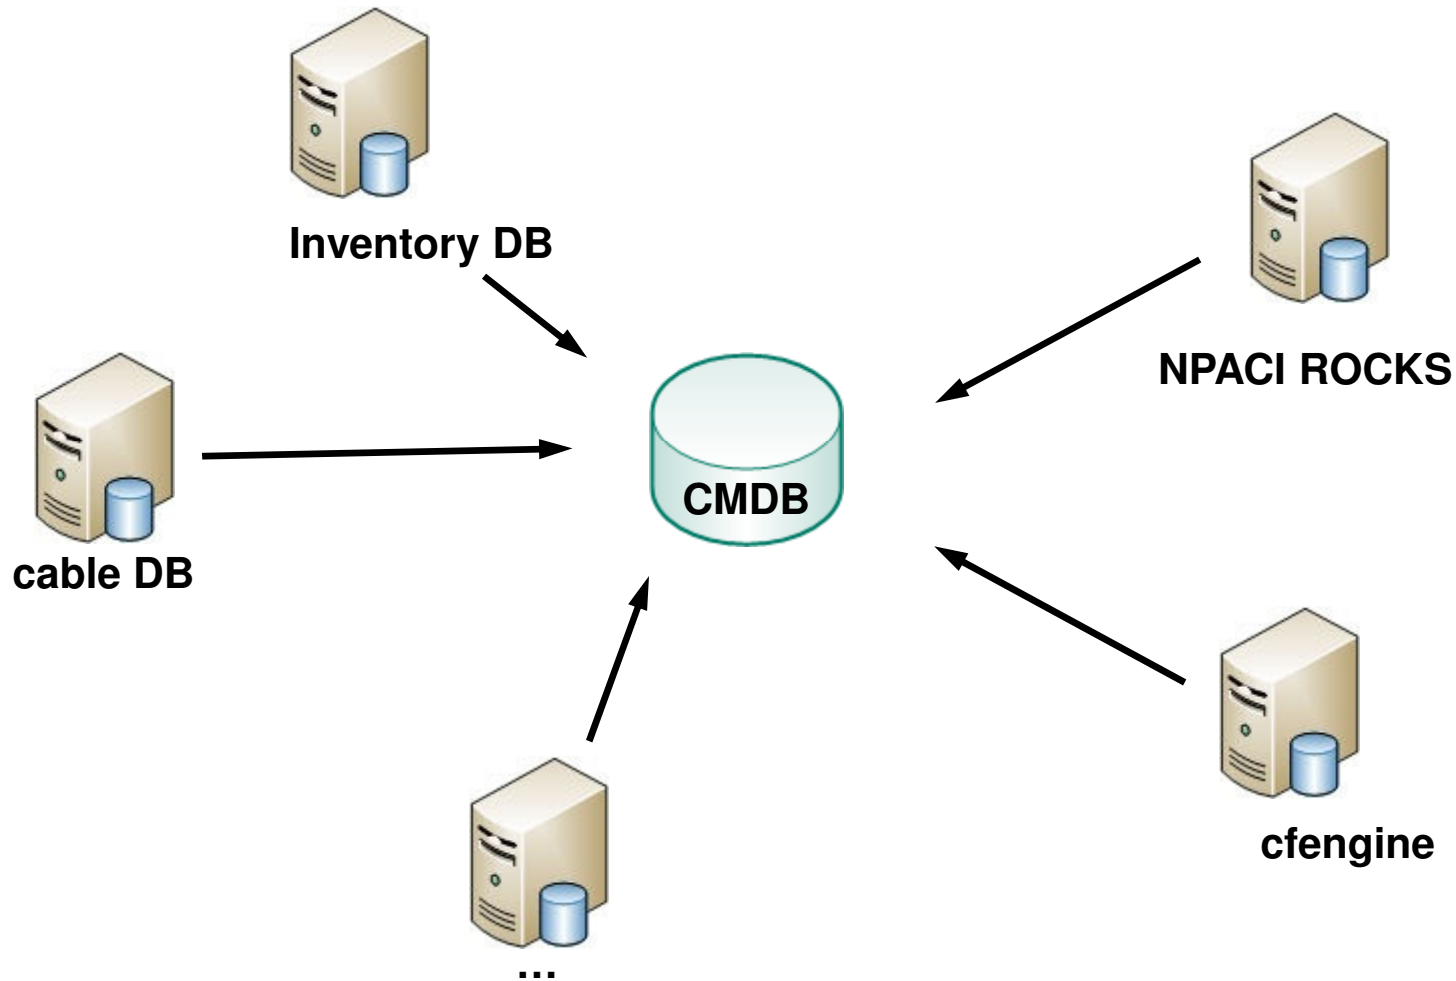 Inventory DB
NPACI ROCKS
CMDB
cable DB
cfengine
...